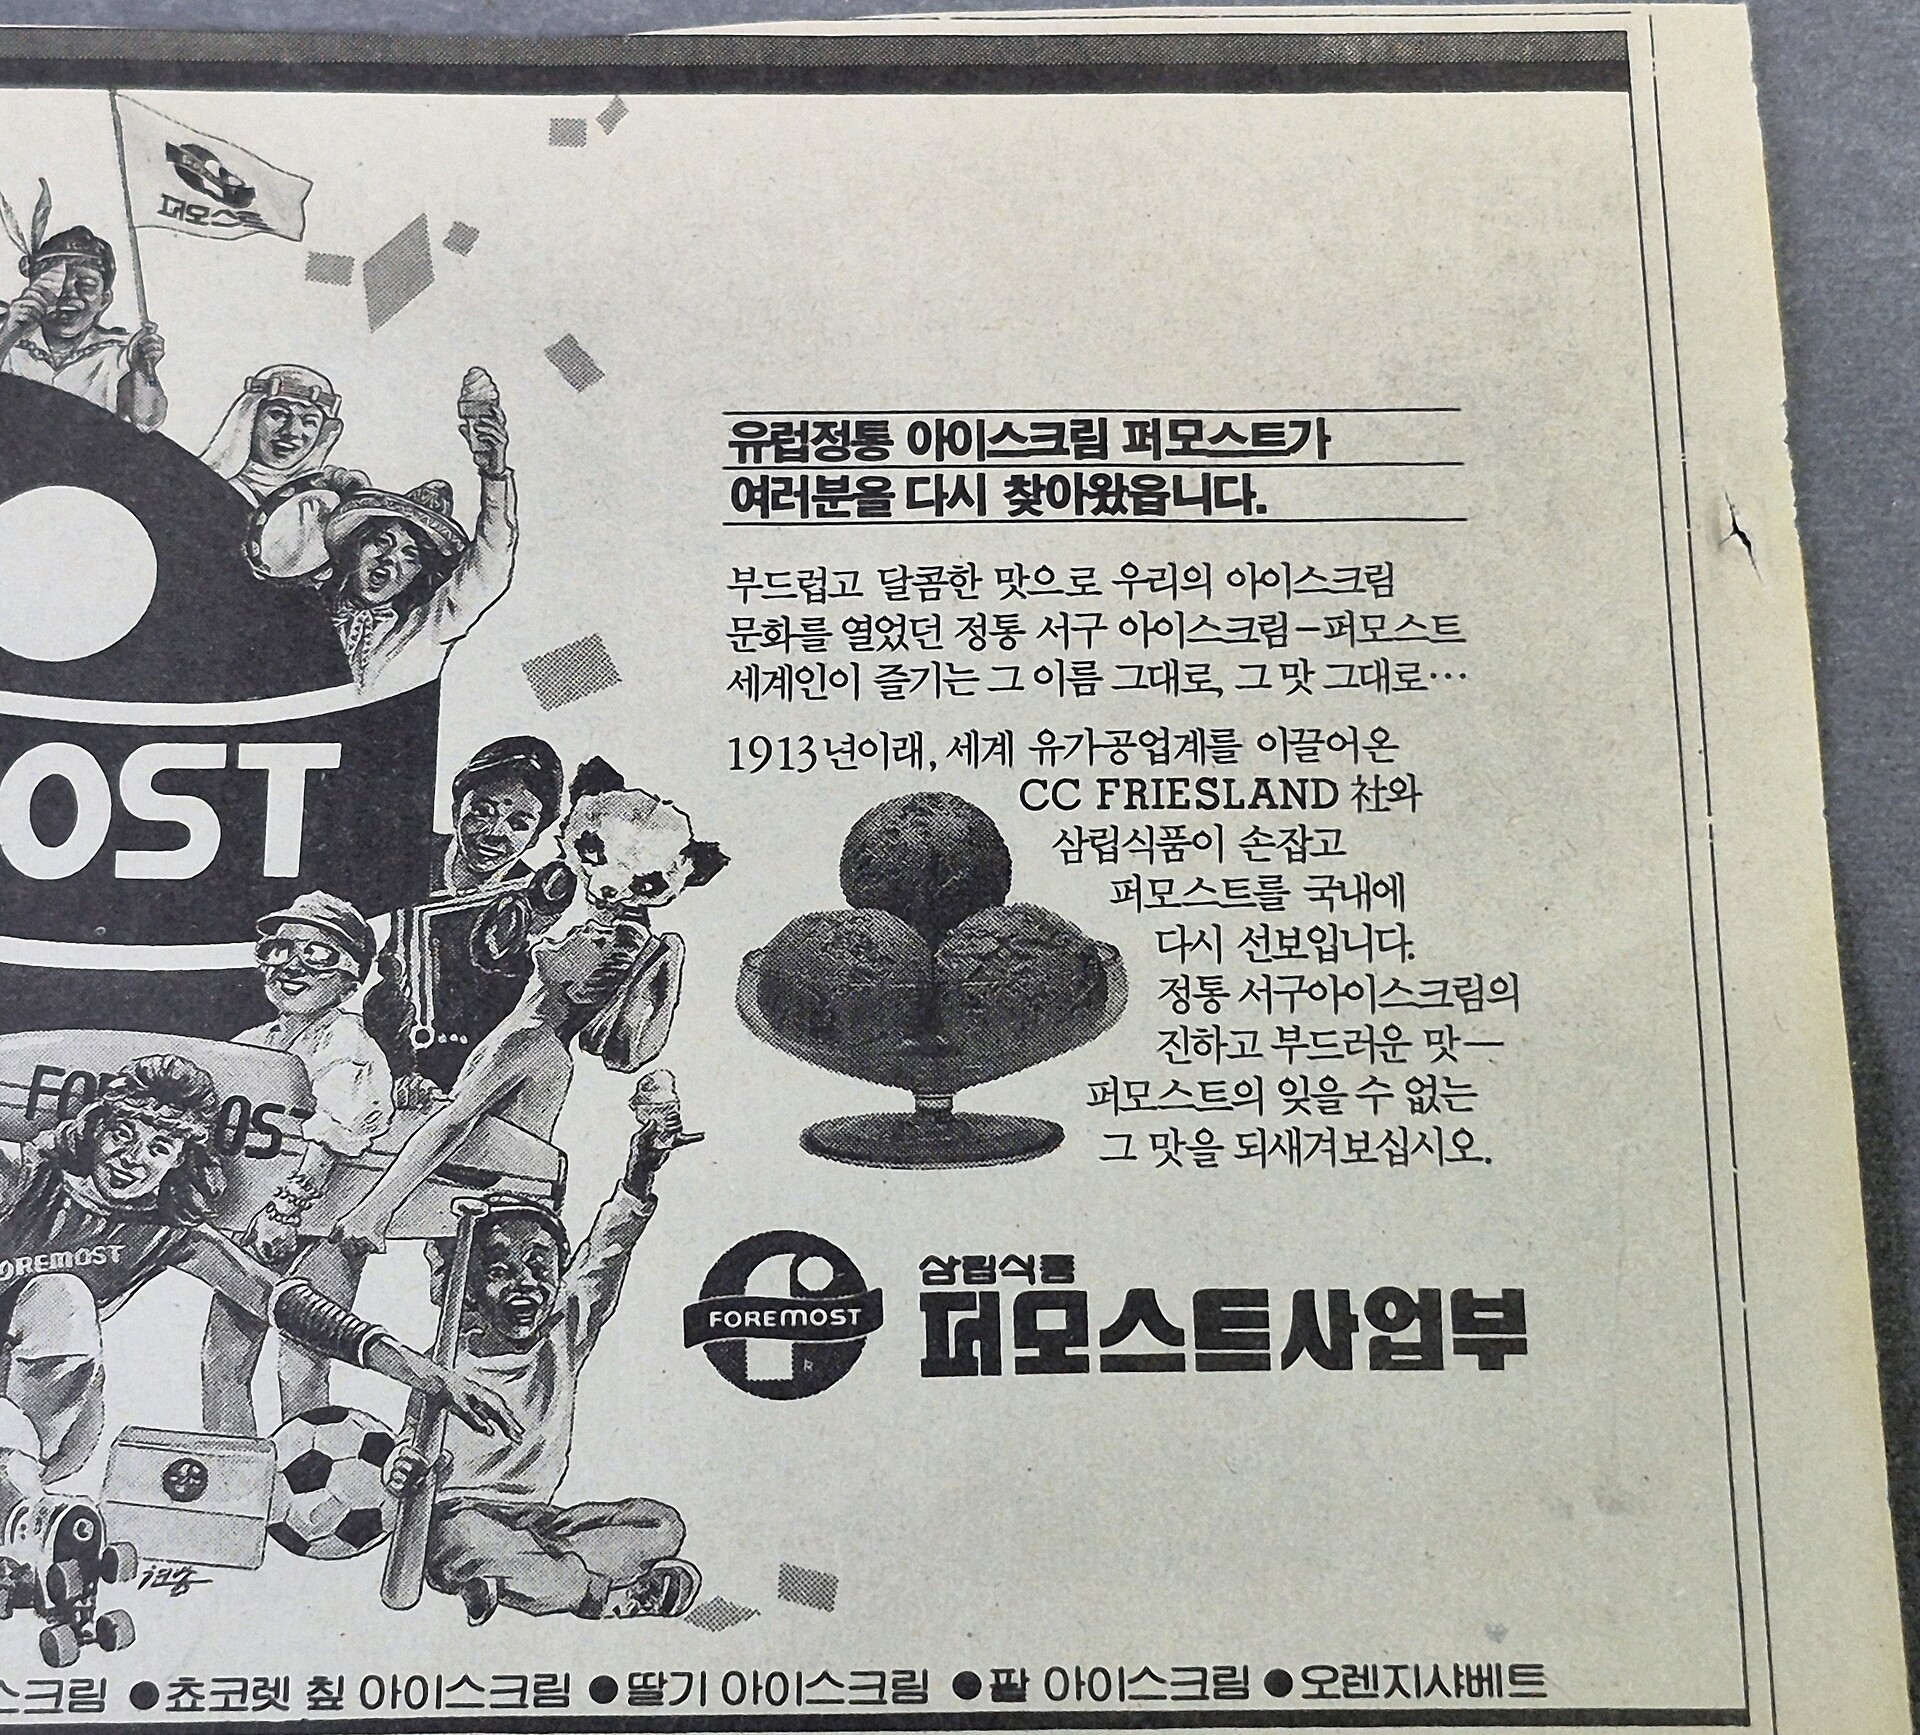 퍼모스트
유럽정통 아이스크림 퍼모스트가
여러분을 다시 찾아왔읍니다.
부드럽고 달콤한 맛으로 우리의 아이스크림
문화를 열었던 정통 서구 아이스크림-퍼모스트
세계인이 즐기는 그 이름 그대로, 그 맛 그대로…
1913년이래, 세계 유가공업계를 이끌어온
CC FRIESLAND 社와
삼립식품이 손잡고
퍼모스트를 국내에
다시 선보입니다.
정통 서구아이스크림의
진하고 부드러운 맛—
퍼모스트의 잊을 수 없는
그 맛을 되새겨보십시오.
OST
FO OST
OREMOST
FOREMOST
R
삼립식품
퍼모스트사업부
스크림 ●쵸코렛 칲 아이스크림 ●딸기 아이스크림 ●팥 아이스크림 ●오렌지샤베트